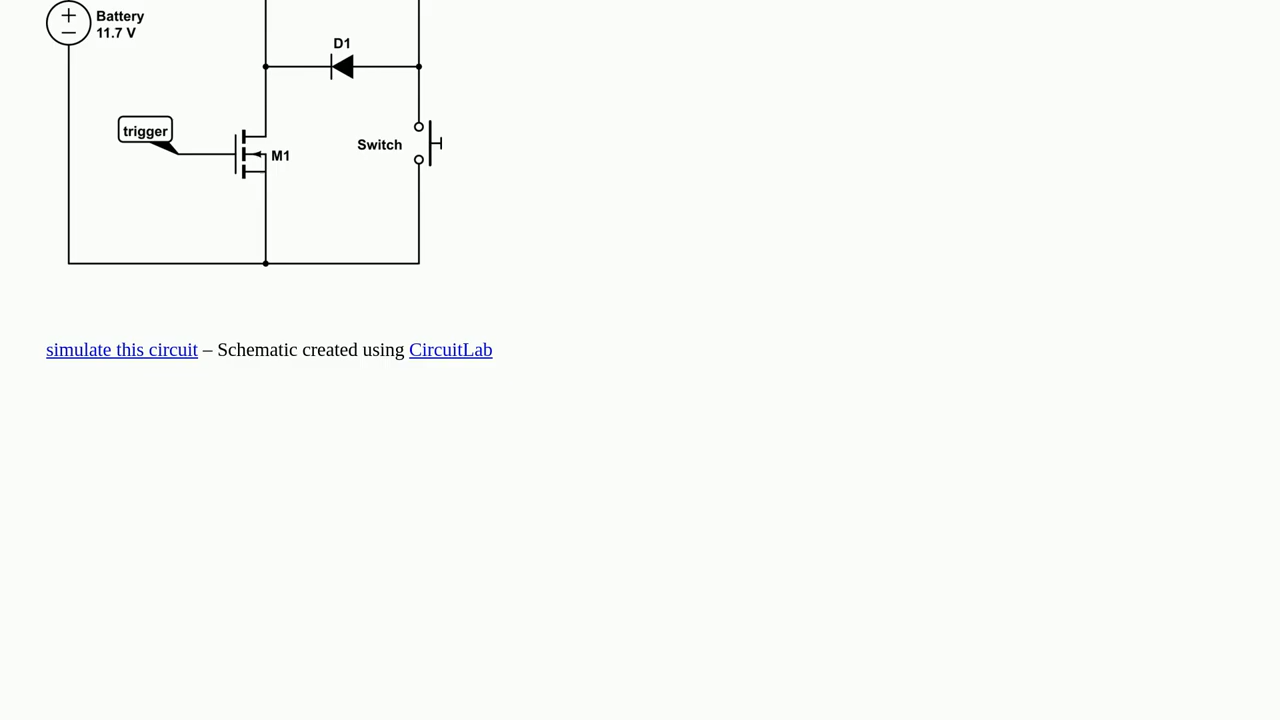 Battery
11.7 V
D1
trigger
Switch
M1
simulate this circuit – Schematic created using CircuitLab